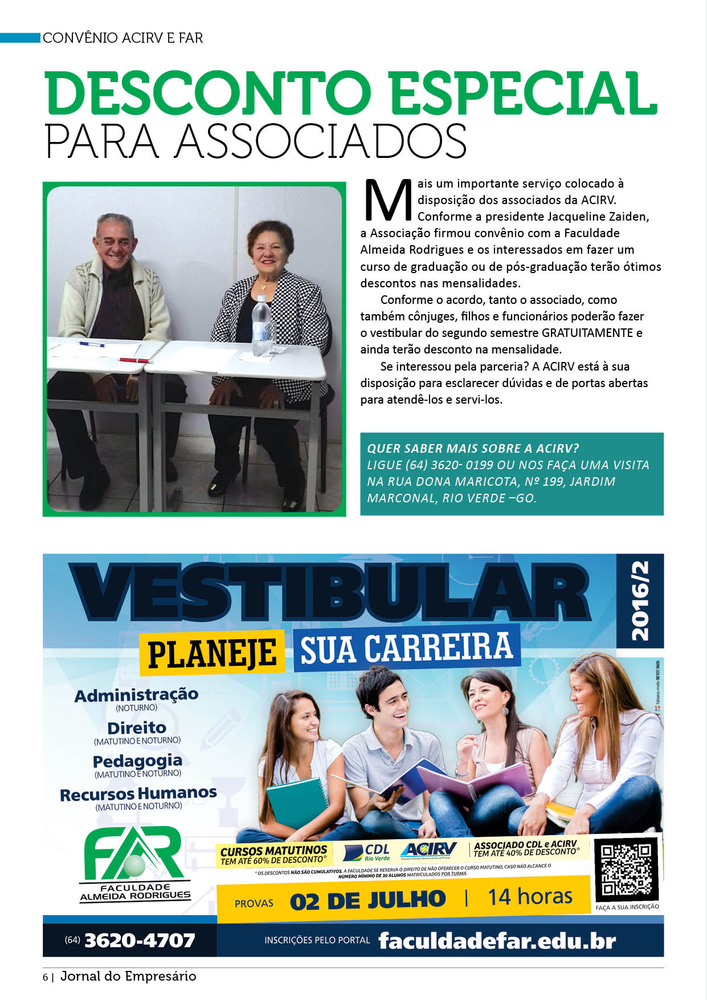 CONVÊNIO ACIRV E FAR
DESCONTO ESPECIAL
PARA ASSOCIADOS
Mais um importante serviço colocado à
disposição dos associados da ACIRV.
Conforme a presidente Jacqueline Zaiden,
a Associação firmou convênio com a Faculdade
Almeida Rodrigues e os interessados em fazer um
curso de graduação ou de pós-graduação terão ótimos
descontos nas mensalidades.
Conforme o acordo, tanto o associado, como
também cônjuges, filhos e funcionários poderão fazer
o vestibular do segundo semestre GRATUITAMENTE e
ainda terão desconto na mensalidade.
Se interessou pela parceria? A ACIRV está à sua
disposição para esclarecer dúvidas e de portas abertas
para atendê-los e servi-los.
QUER SABER MAIS SOBRE A ACIRV?
LIGUE (64) 3620- 0199 OU NOS FAÇA UMA VISITA
NA RUA DONA MARICOTA, Nº 199, JARDIM
MARCONAL, RIO VERDE –GO.
VESTIBULAR
2016/2
PLANEJE SUA CARREIRA
fabiano melo 98107.9606
Administração
(NOTURNO)
Direito
(MATUTINO E NOTURNO)
Pedagogia
(MATUTINO E NOTURNO)
Recursos Humanos
(MATUTINO E NOTURNO)
FAR
FACULDADE
ALMEIDA RODRIGUES
CURSOS MATUTINOS
TEM ATÉ 60% DE DESCONTO*
CDL
Rio Verde
ACIRV
ASSOCIADO CDL e ACIRV
TEM ATÉ 40% DE DESCONTO*
* OS DESCONTOS NÃO SÃO CUMULATIVOS. A FACULDADE SE RESERVA O DIREITO DE NÃO OFERECER O CURSO MATUTINO, CASO NÃO ALCANCE O
NÚMERO MÍNIMO DE 30 ALUNOS MATRICULADOS POR TURMA.
PROVAS 02 DE JULHO | 14 horas
FAÇA A SUA INSCRIÇÃO
(64) 3620-4707
INSCRIÇÕES PELO PORTAL faculdadefar.edu.br
6 | Jornal do Empresário